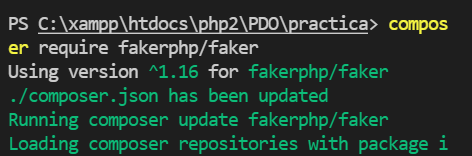 PS C:\xampp\htdocs\php2\PDO\practica> compos
er require fakerphp/faker
Using version ^1.16 for fakerphp/faker
./composer.json has been updated
Running composer update fakerphp/faker
Loading composer repositories with package i